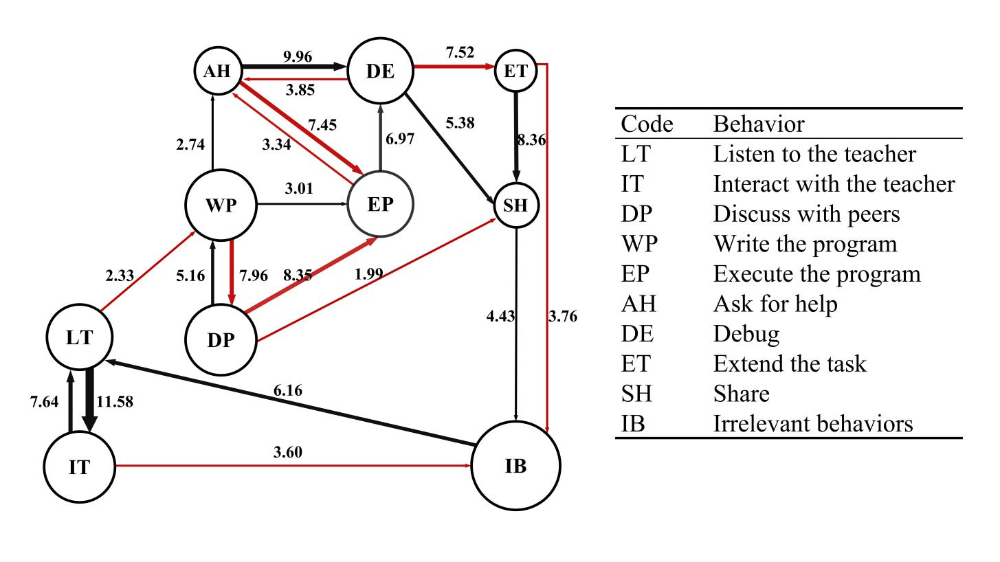 9.96
7.52
AH
DE
ET
3.85
7.45
5.38
2.74
3.34
6.97
8.36
3.01
WP
EP
SH
2.33
5.16
7.96
8.35
1.99
LT
DP
4.43
3.76
7.64
11.58
6.16
3.60
IT
IB
Code Behavior
LT Listen to the teacher
IT Interact with the teacher
DP Discuss with peers
WP Write the program
EP Execute the program
AH Ask for help
DE Debug
ET Extend the task
SH Share
IB Irrelevant behaviors